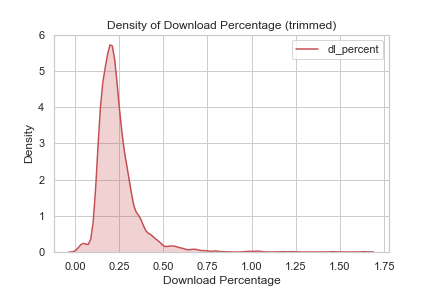 Density of Download Percentage (trimmed)
dl_percent
6
5
4
3
2
1
0
Density
0.00 0.25 0.50 0.75 1.00 1.25 1.50 1.75
Download Percentage